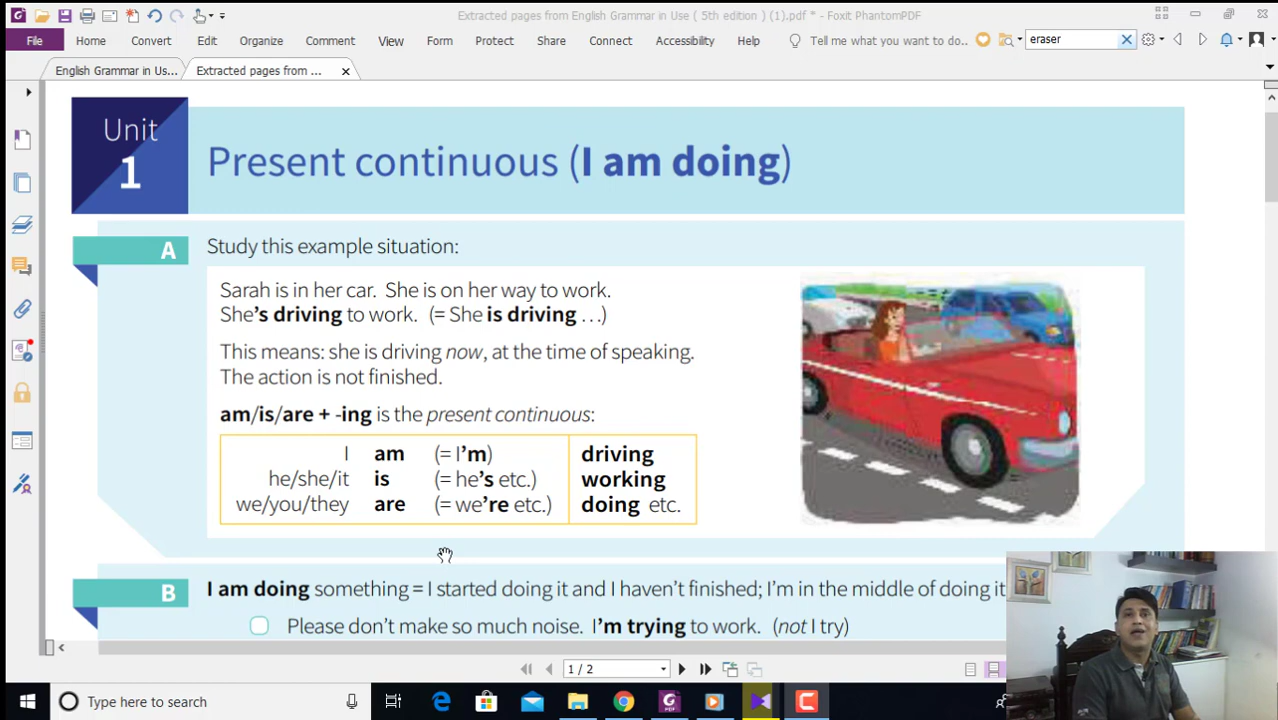 Extracted pages from English Grammar in Use ( 5th edition ) (1).pdf * - Foxit PhantomPDF
File Home Convert Edit Organize Comment View Form Protect Share Connect Accessibility Help Tell me what you want to do.. eraser
English Grammar in Us... Extracted pages from ...
Unit
1
Present continuous (I am doing)
A Study this example situation:
Sarah is in her car. She is on her way to work.
She's driving to work. (= She is driving …)
This means: she is driving now, at the time of speaking.
The action is not finished.
am/is/are + -ing is the present continuous:
I am (= I'm) driving
he/she/it is (= he's etc.) working
we/you/they are (= we're etc.) doing etc.
B I am doing something = I started doing it and I haven't finished; I'm in the middle of doing it
Please don't make so much noise. I'm trying to work. (not I try)
1 / 2
Type here to search